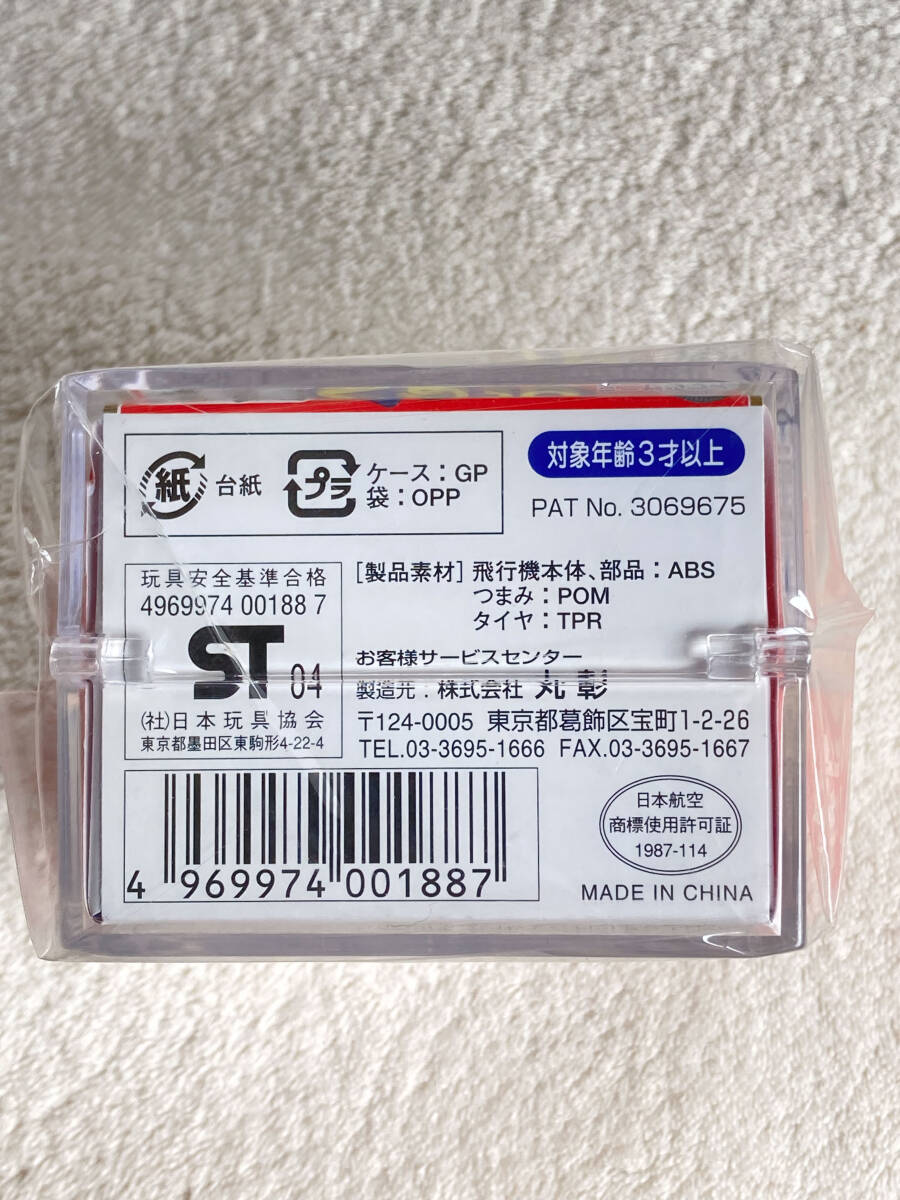 紙 台紙 プラ ケース:GP
袋:OPP
対象年齢3才以上
PAT No. 3069675
玩具安全基準合格
4969974 00188 7
ST 04
(社)日本玩具協会
東京都墨田区東駒形4-22-4
[製品素材] 飛行機本体、部品:ABS
つまみ:POM
タイヤ:TPR
お客様サービスセンター
製造元:株式会社 丸彰
〒124-0005 東京都葛飾区宝町1-2-26
TEL.03-3695-1666 FAX.03-3695-1667
4 969974 001887
日本航空
商標使用許可証
1987-114
MADE IN CHINA